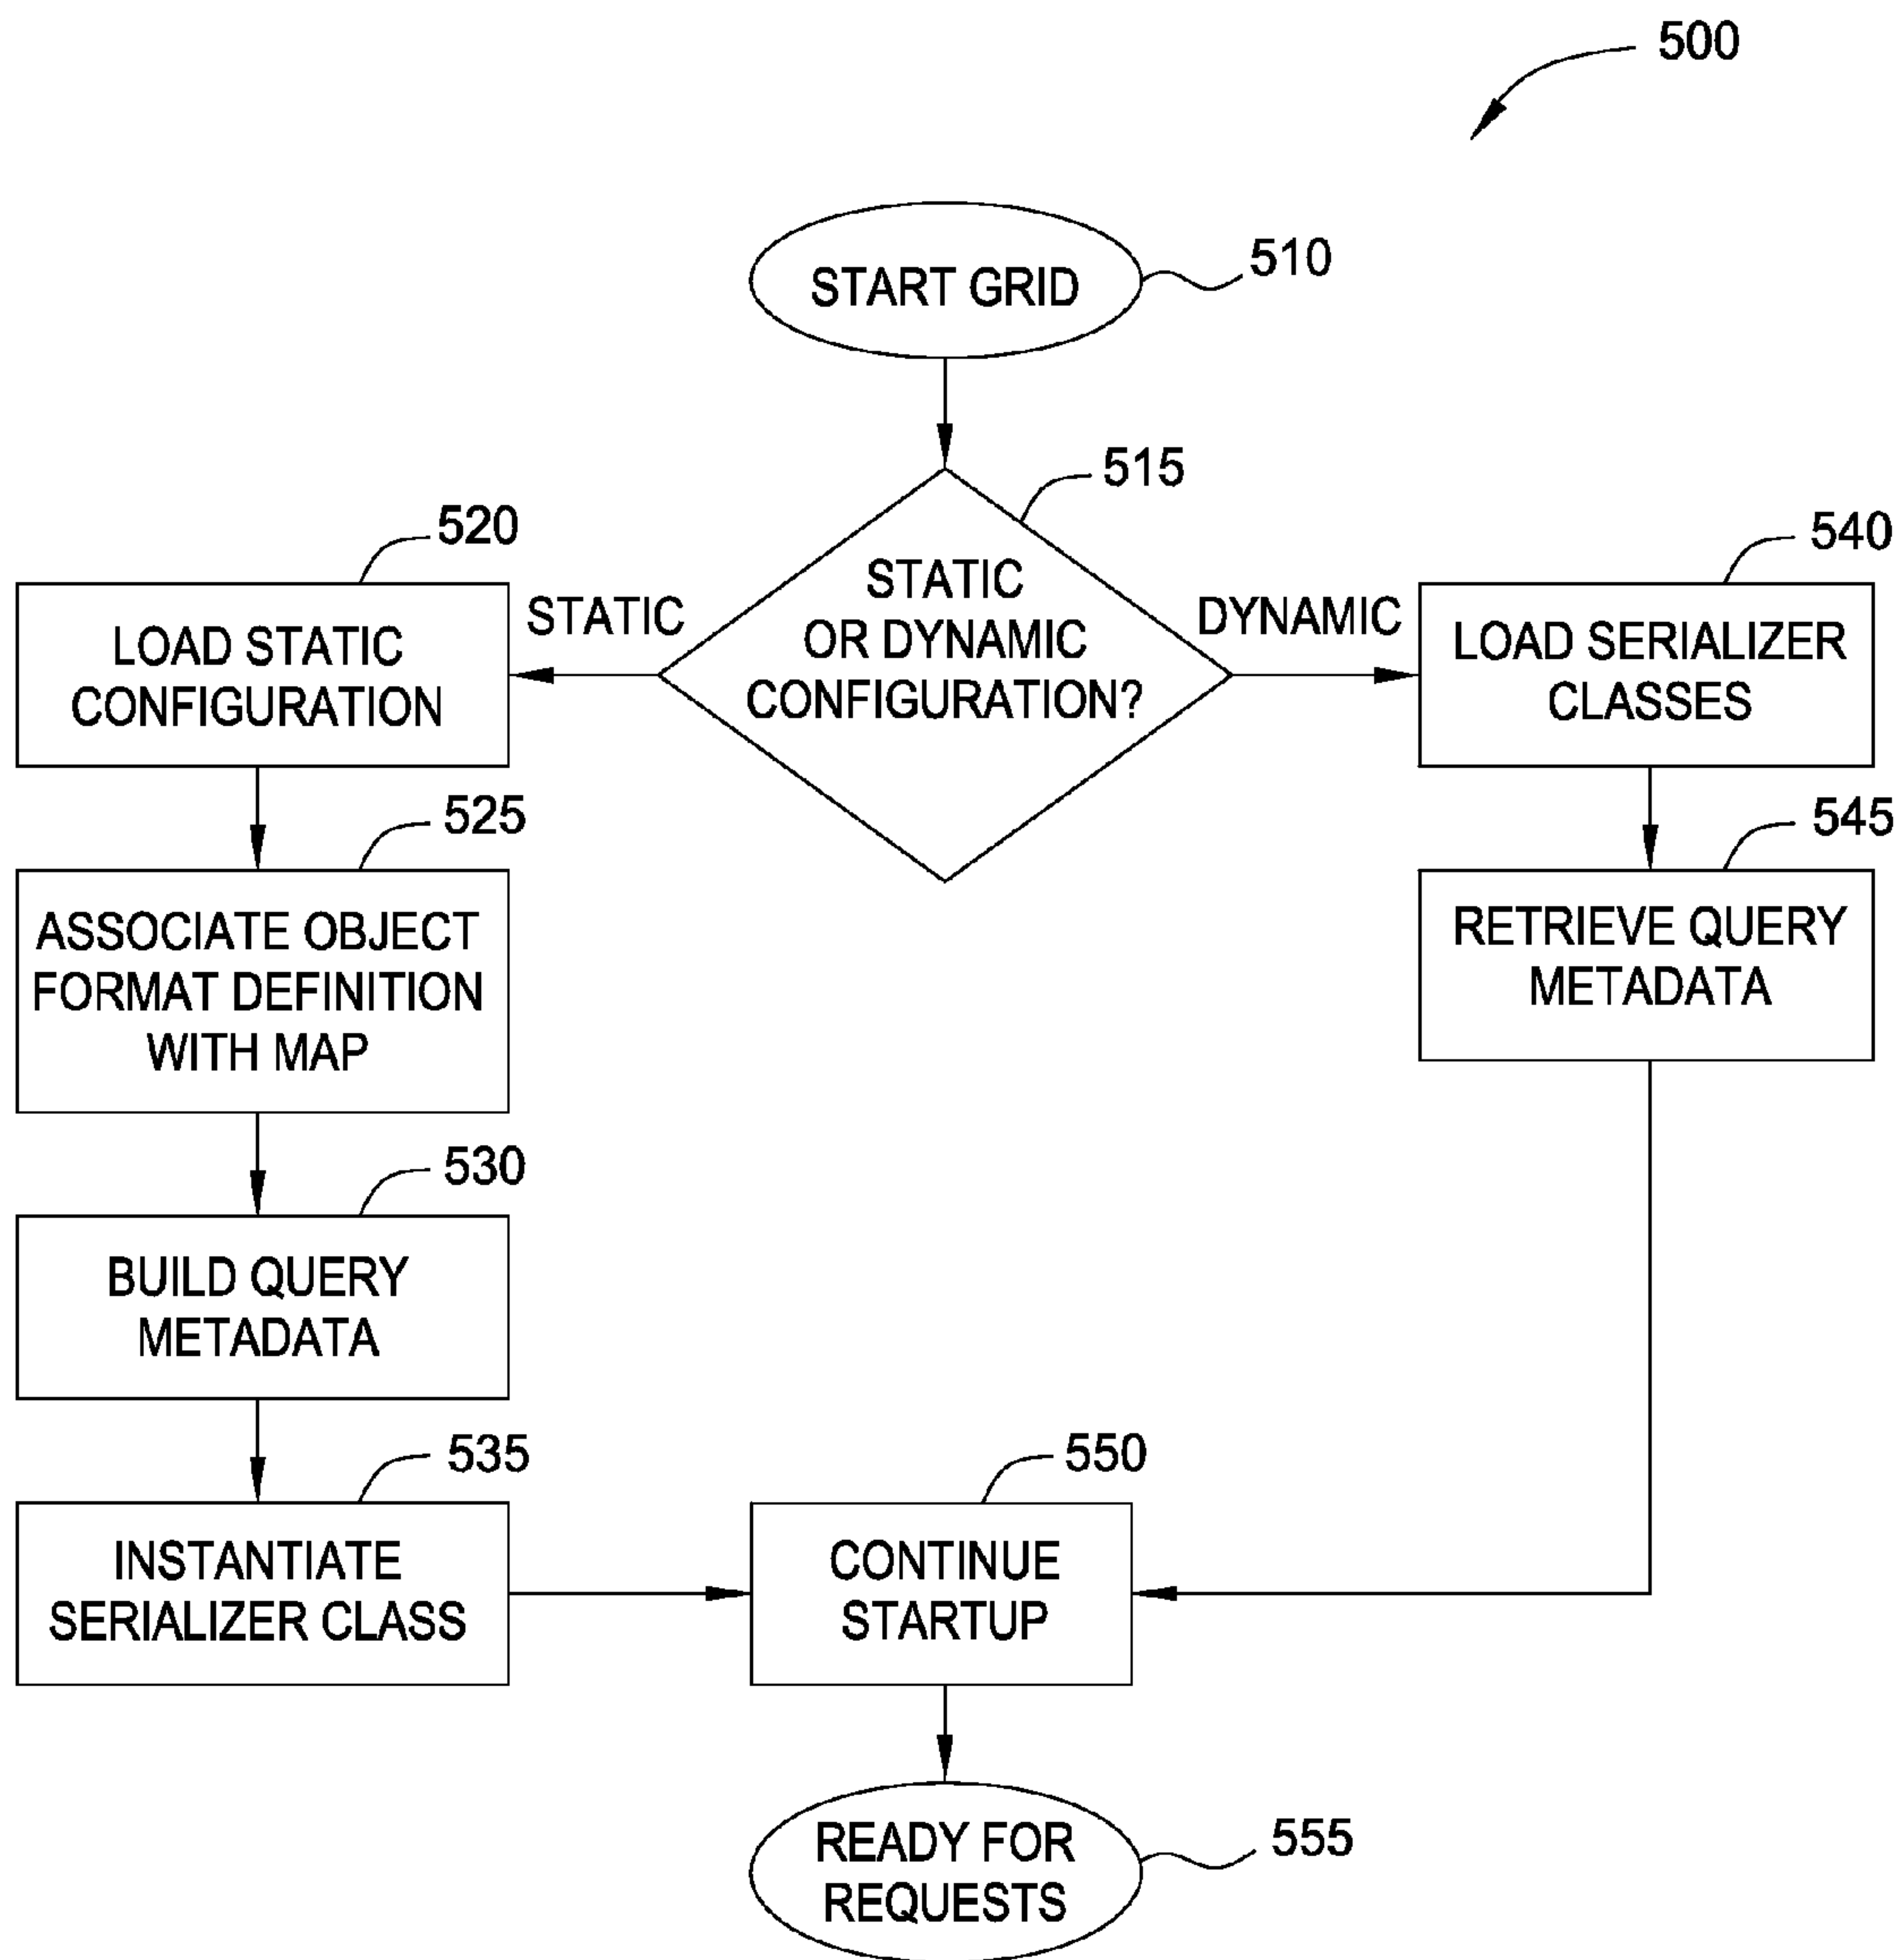 500
START GRID
510
515
STATIC
OR DYNAMIC
CONFIGURATION?
STATIC
DYNAMIC
520
LOAD STATIC
CONFIGURATION
525
ASSOCIATE OBJECT
FORMAT DEFINITION
WITH MAP
530
BUILD QUERY
METADATA
535
INSTANTIATE
SERIALIZER CLASS
540
LOAD SERIALIZER
CLASSES
545
RETRIEVE QUERY
METADATA
550
CONTINUE
STARTUP
READY FOR
REQUESTS
555